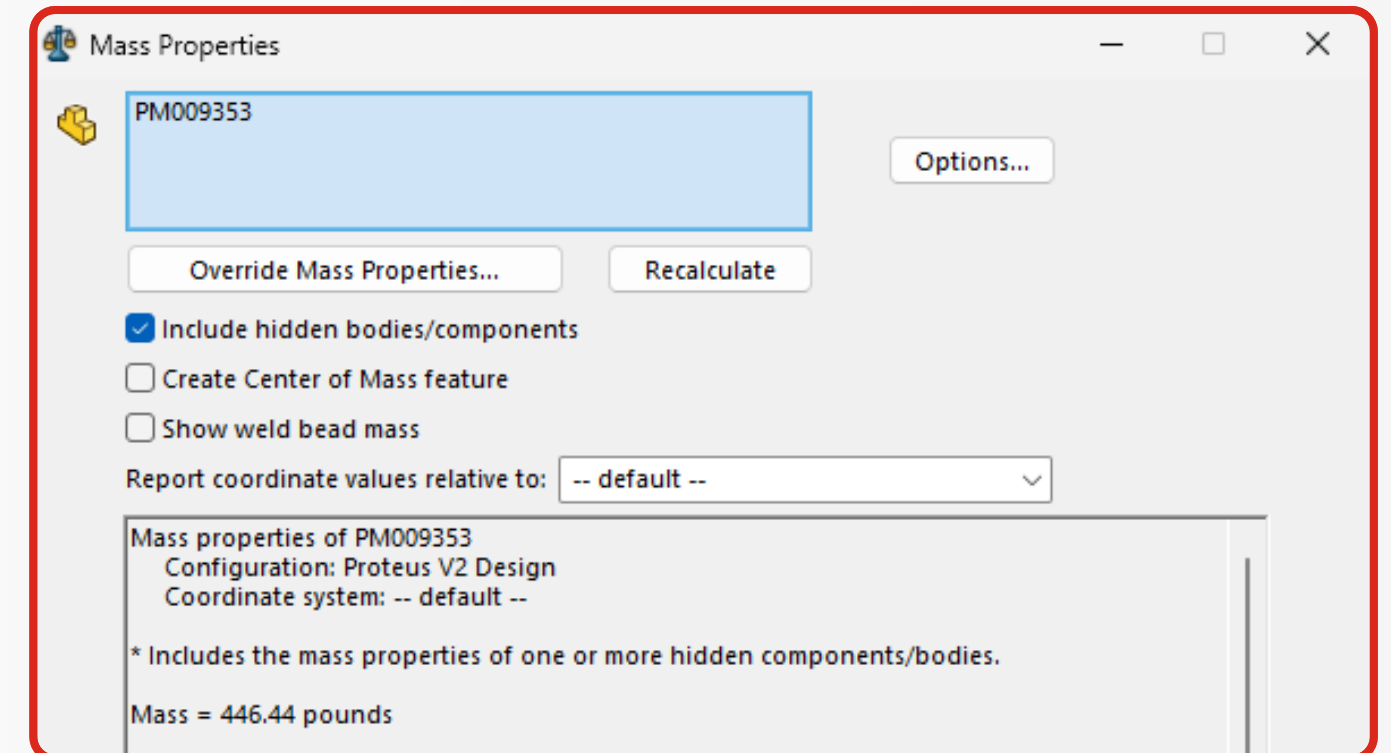 Mass Properties
PM009353
Options...
Override Mass Properties...
Recalculate
Include hidden bodies/components
Create Center of Mass feature
Show weld bead mass
Report coordinate values relative to: -- default --
Mass properties of PM009353
Configuration: Proteus V2 Design
Coordinate system: -- default --
* Includes the mass properties of one or more hidden components/bodies.
Mass = 446.44 pounds